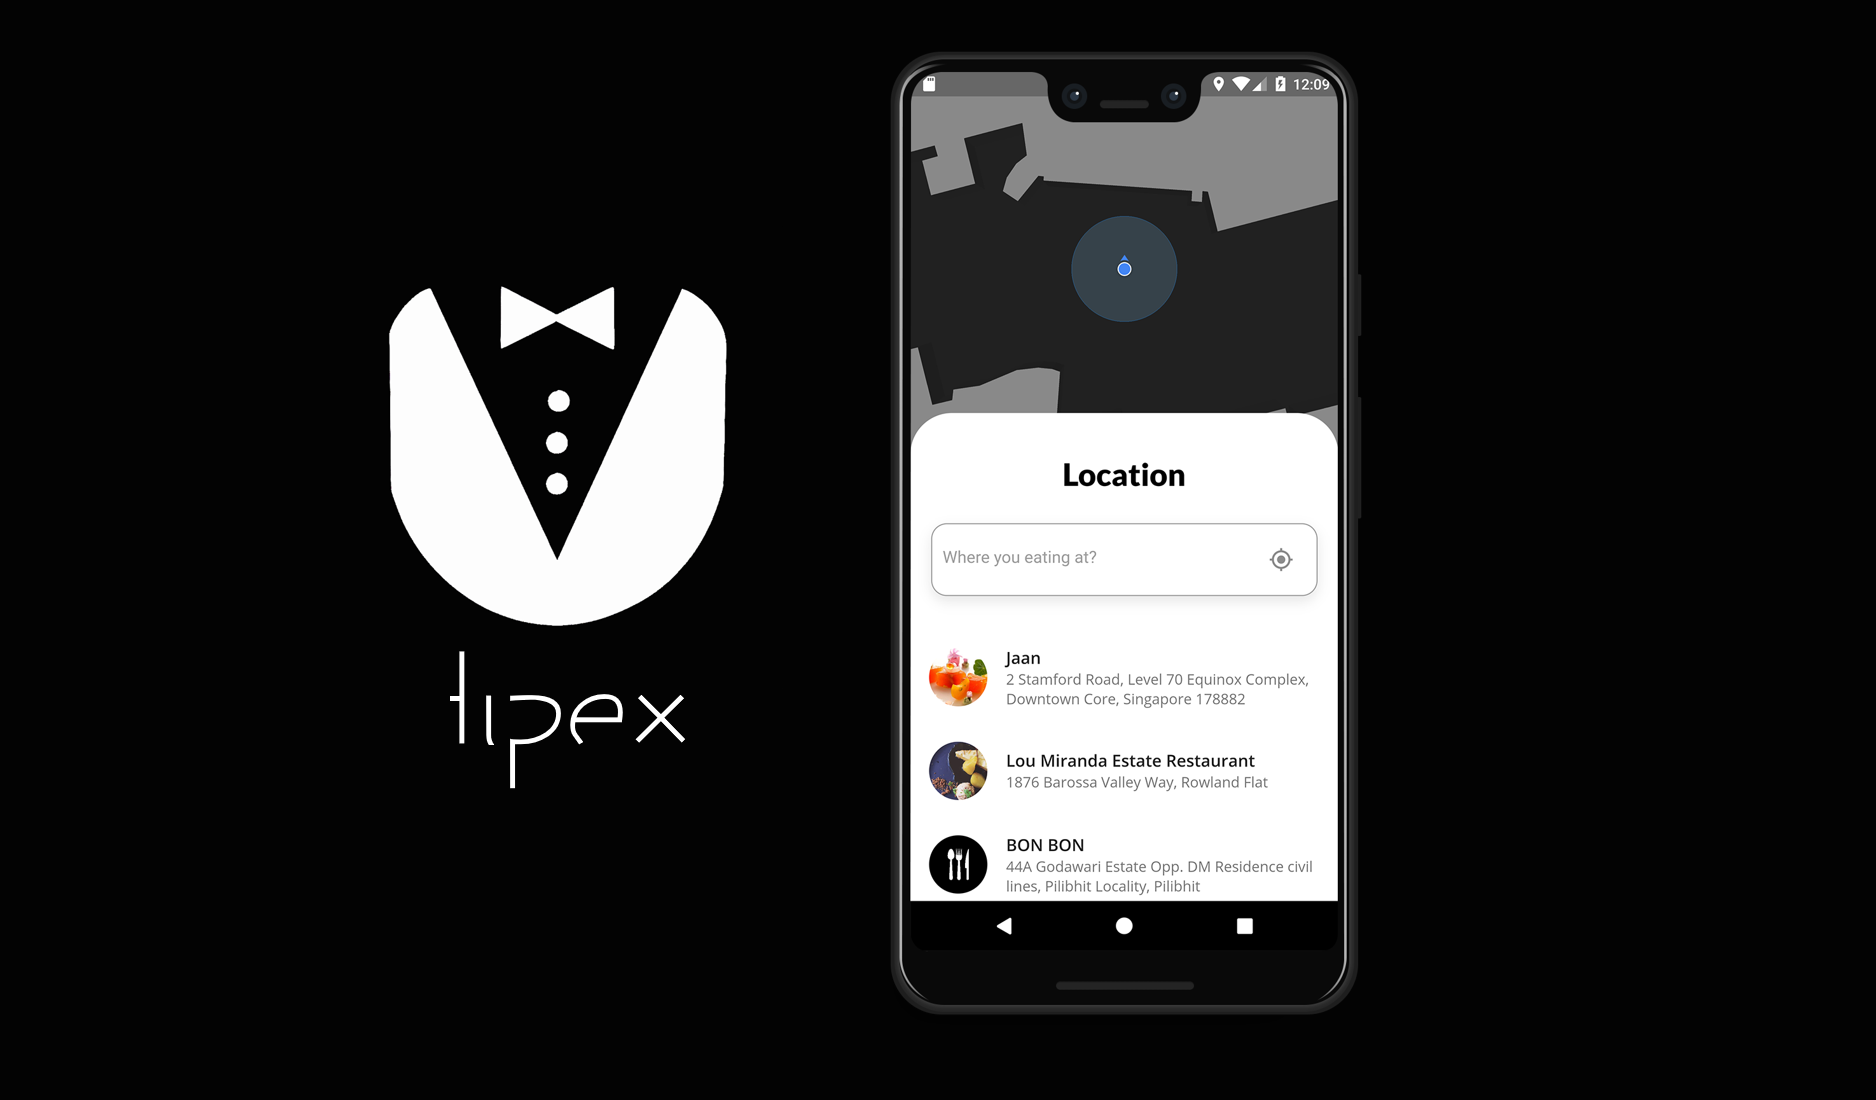 tipex
12:09
Location
Where you eating at?
Jaan
2 Stamford Road, Level 70 Equinox Complex,
Downtown Core, Singapore 178882
Lou Miranda Estate Restaurant
1876 Barossa Valley Way, Rowland Flat
BON BON
44A Godawari Estate Opp. DM Residence civil
lines, Pilibhit Locality, Pilibhit